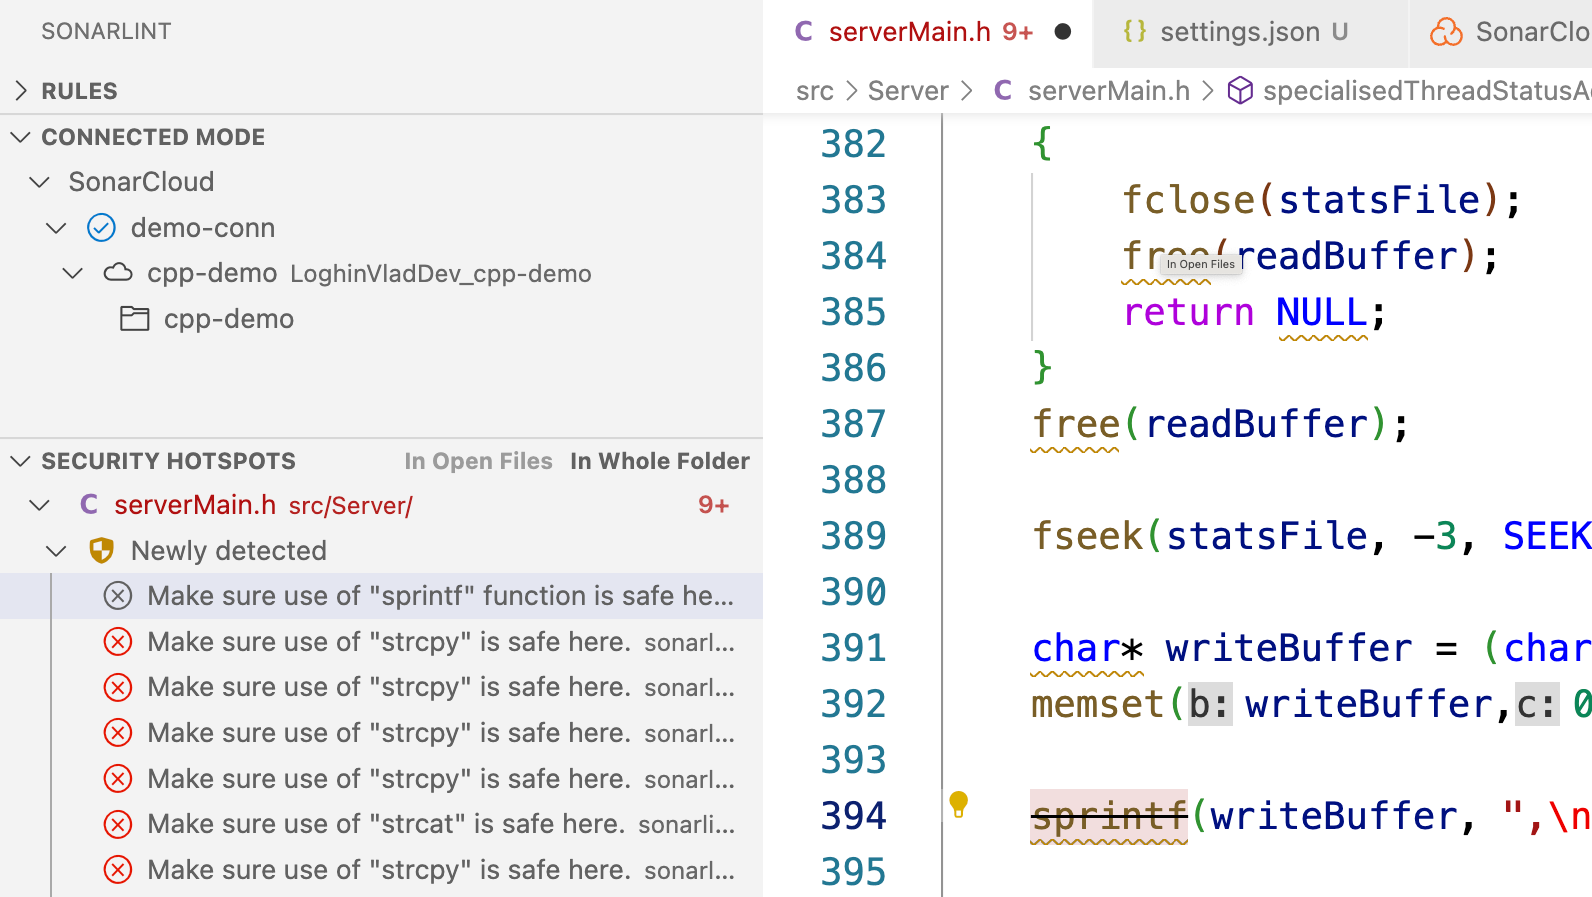 SONARLINT
RULES
CONNECTED MODE
SonarCloud
demo-conn
cpp-demo LoghinVladDev_cpp-demo
cpp-demo
SECURITY HOTSPOTS In Open Files In Whole Folder
C serverMain.h src/Server/ 9+
Newly detected
Make sure use of "sprintf" function is safe he...
Make sure use of "strcpy" is safe here. sonarl...
Make sure use of "strcpy" is safe here. sonarl...
Make sure use of "strcpy" is safe here. sonarl...
Make sure use of "strcpy" is safe here. sonarl...
Make sure use of "strcat" is safe here. sonarli...
Make sure use of "strcpy" is safe here. sonarl...
C serverMain.h 9+ {} settings.json U SonarClo
src > Server > C serverMain.h > specialisedThreadStatusA
382 {
383 fclose(statsFile);
384 free(readBuffer);
In Open Files
385 return NULL;
386 }
387 free(readBuffer);
388
389 fseek(statsFile, -3, SEEK
390
391 char* writeBuffer = (char
392 memset(b: writeBuffer,c: 0
393
394 sprintf(writeBuffer, ",\n
395